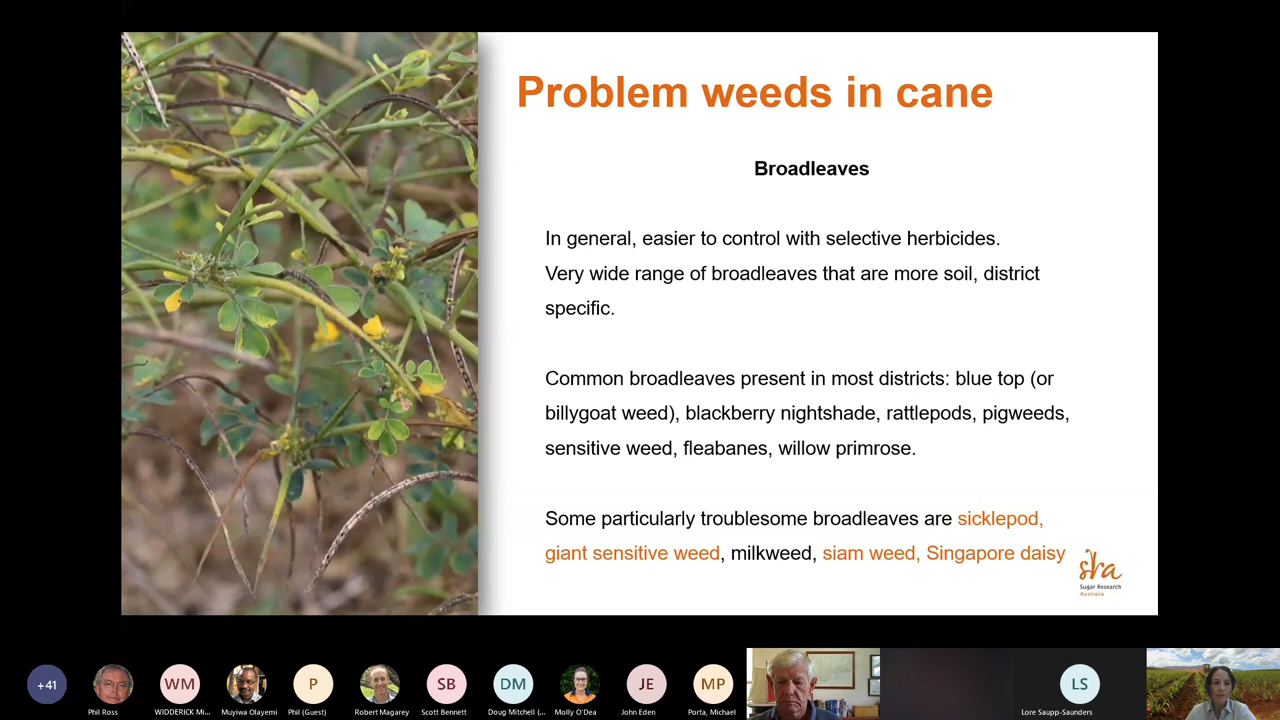 Problem weeds in cane
Broadleaves
In general, easier to control with selective herbicides.
Very wide range of broadleaves that are more soil, district
specific.
Common broadleaves present in most districts: blue top (or
billygoat weed), blackberry nightshade, rattlepods, pigweeds,
sensitive weed, fleabanes, willow primrose.
Some particularly troublesome broadleaves are sicklepod,
giant sensitive weed, milkweed, siam weed, Singapore daisy
sra
Sugar Research
Australia
+41
WM
P
SB
DM
JE
MP
LS
Phil Ross
WIDDERICK Mi...
Muyiwa Olayemi
Phil (Guest)
Robert Magarey
Scott Bennett
Doug Mitchell (...
Molly O'Dea
John Eden
Porta, Michael
Lore Saupp-Saunders